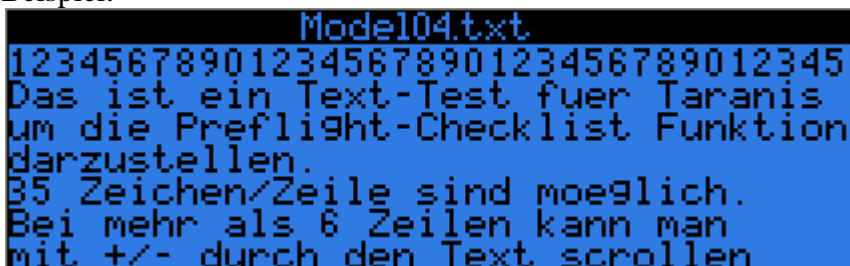 Beispiel:
Model04.txt
12345678901234567890123456789012345
Das ist ein Text-Test fuer Taranis
um die Preflight-Checklist Funktion
darzustellen.
35 Zeichen/Zeile sind moeglich.
Bei mehr als 6 Zeilen kann man
mit +/- durch den Text scrollen